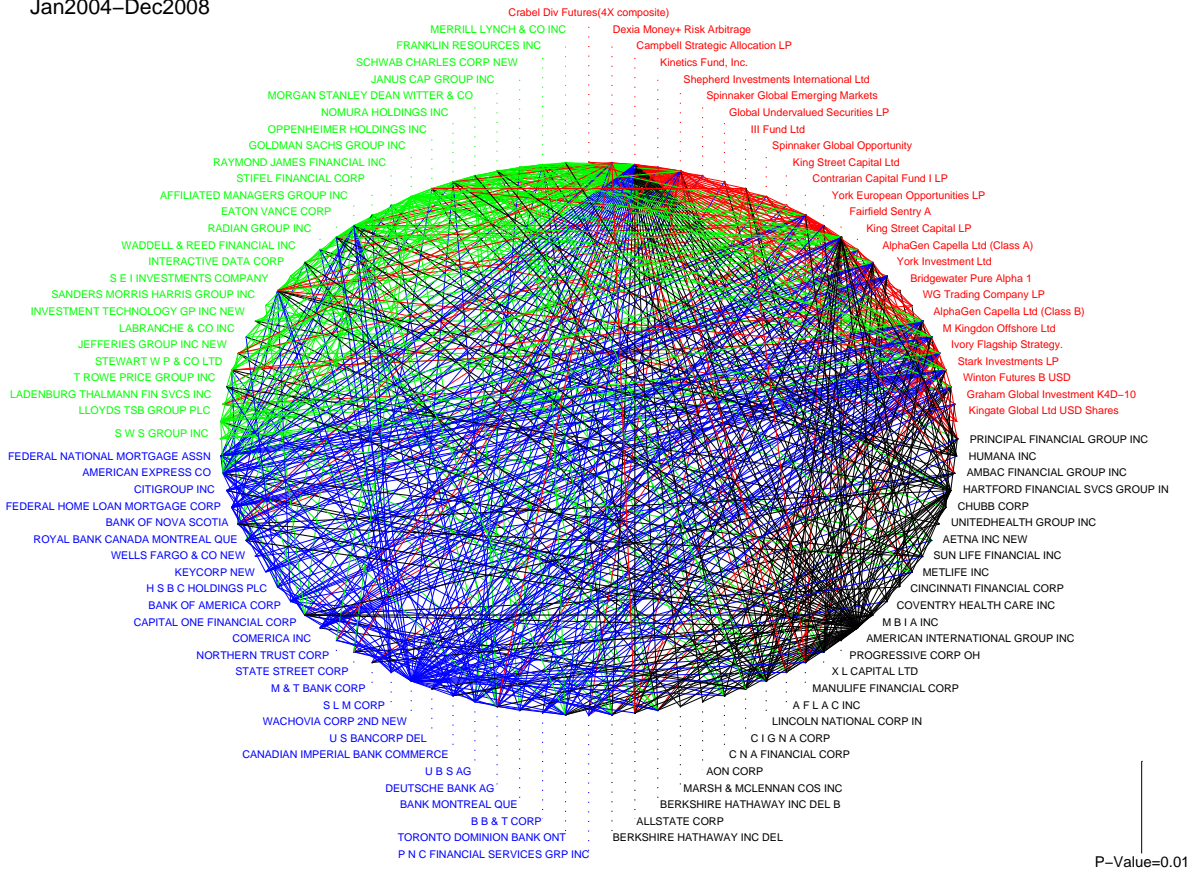 Jan2004–Dec2008
Crabel Div Futures(4X composite)
MERRILL LYNCH & CO INC
FRANKLIN RESOURCES INC
SCHWAB CHARLES CORP NEW
JANUS CAP GROUP INC
MORGAN STANLEY DEAN WITTER & CO
NOMURA HOLDINGS INC
OPPENHEIMER HOLDINGS INC
GOLDMAN SACHS GROUP INC
RAYMOND JAMES FINANCIAL INC
STIFEL FINANCIAL CORP
AFFILIATED MANAGERS GROUP INC
EATON VANCE CORP
RADIAN GROUP INC
WADDELL & REED FINANCIAL INC
INTERACTIVE DATA CORP
S E I INVESTMENTS COMPANY
SANDERS MORRIS HARRIS GROUP INC
INVESTMENT TECHNOLOGY GP INC NEW
LABRANCHE & CO INC
JEFFERIES GROUP INC NEW
STEWART W P & CO LTD
T ROWE PRICE GROUP INC
LADENBURG THALMANN FIN SVCS INC
LLOYDS TSB GROUP PLC
S W S GROUP INC
FEDERAL NATIONAL MORTGAGE ASSN
AMERICAN EXPRESS CO
CITIGROUP INC
FEDERAL HOME LOAN MORTGAGE CORP
BANK OF NOVA SCOTIA
ROYAL BANK CANADA MONTREAL QUE
WELLS FARGO & CO NEW
KEYCORP NEW
H S B C HOLDINGS PLC
BANK OF AMERICA CORP
CAPITAL ONE FINANCIAL CORP
COMERICA INC
NORTHERN TRUST CORP
STATE STREET CORP
M & T BANK CORP
S L M CORP
WACHOVIA CORP 2ND NEW
U S BANCORP DEL
CANADIAN IMPERIAL BANK COMMERCE
U B S AG
DEUTSCHE BANK AG
BANK MONTREAL QUE
B B & T CORP
TORONTO DOMINION BANK ONT
P N C FINANCIAL SERVICES GRP INC
Dexia Money+ Risk Arbitrage
Campbell Strategic Allocation LP
Kinetics Fund, Inc.
Shepherd Investments International Ltd
Spinnaker Global Emerging Markets
Global Undervalued Securities LP
III Fund Ltd
Spinnaker Global Opportunity
King Street Capital Ltd
Contrarian Capital Fund I LP
York European Opportunities LP
Fairfield Sentry A
King Street Capital LP
AlphaGen Capella Ltd (Class A)
York Investment Ltd
Bridgewater Pure Alpha 1
WG Trading Company LP
AlphaGen Capella Ltd (Class B)
M Kingdon Offshore Ltd
Ivory Flagship Strategy.
Stark Investments LP
Winton Futures B USD
Graham Global Investment K4D–10
Kingate Global Ltd USD Shares
PRINCIPAL FINANCIAL GROUP INC
HUMANA INC
AMBAC FINANCIAL GROUP INC
HARTFORD FINANCIAL SVCS GROUP IN
CHUBB CORP
UNITEDHEALTH GROUP INC
AETNA INC NEW
SUN LIFE FINANCIAL INC
METLIFE INC
CINCINNATI FINANCIAL CORP
COVENTRY HEALTH CARE INC
M B I A INC
AMERICAN INTERNATIONAL GROUP INC
PROGRESSIVE CORP OH
X L CAPITAL LTD
MANULIFE FINANCIAL CORP
A F L A C INC
LINCOLN NATIONAL CORP IN
C I G N A CORP
C N A FINANCIAL CORP
AON CORP
MARSH & MCLENNAN COS INC
BERKSHIRE HATHAWAY INC DEL B
ALLSTATE CORP
BERKSHIRE HATHAWAY INC DEL
P–Value=0.01